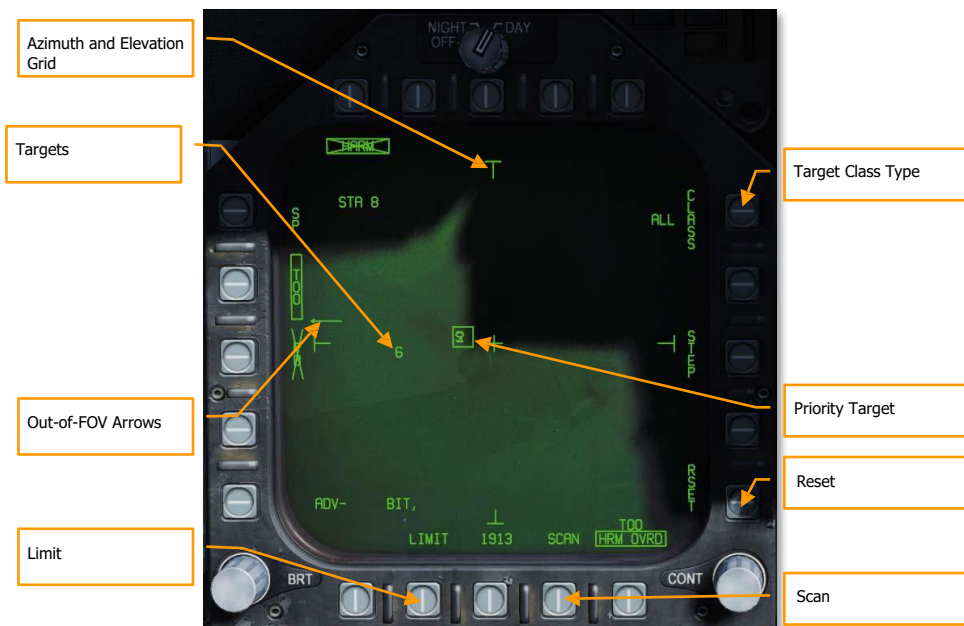 Azimuth and Elevation
Grid
Targets
Out-of-FOV Arrows
Limit
Target Class Type
Priority Target
Reset
Scan
NIGHT
DAY
OFF
HARM
STA 8
SP
TOO
ALL
CLASS
STEP
6
RSET
ADV-
BIT,
LIMIT
1913
SCAN
TOO
HRM OVRD
BRT
CONT